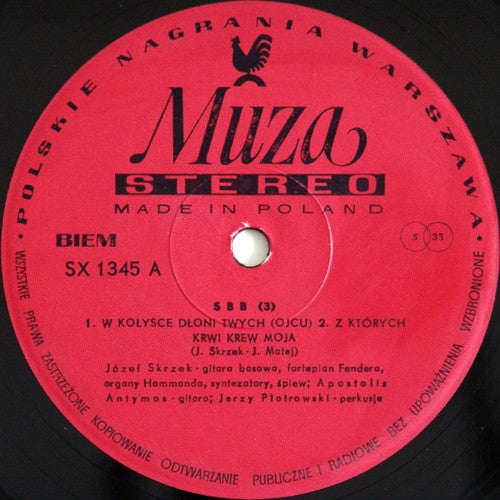 • POLSKIE NAGRANIA WARSZAWA •
Muza
STEREO
MADE IN POLAND
BIEM
S 33
SX 1345 A
SBB (3)
1. W KOŁYSCE DŁONI TWYCH (OJCU) 2. Z KTÓRYCH
KRWI KREW MOJA
(J. Skrzek-J. Matej)
Józef Skrzek-gitara basowa, fortepian Fendera,
organy Hammonda, syntezatory, śpiew; Apostolis
Antymos-gitara; Jerzy Piotrowski-perkusja
WSZYSTKIE PRAWA ZASTRZEŻONE KOPIOWANIE ODTWARZANIE PUBLICZNE I RADIOWE BEZ UPOWAŻNIENIA WZBRONIONE